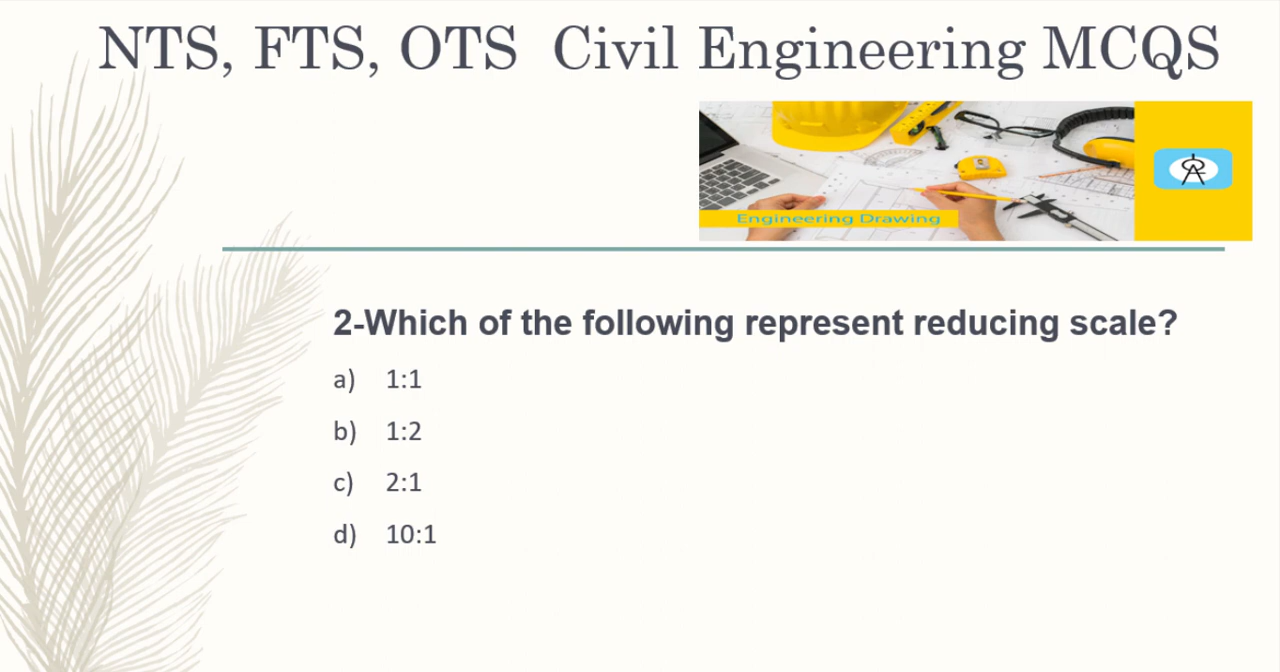 NTS, FTS, OTS Civil Engineering MCQS
Engineering Drawing
2-Which of the following represent reducing scale?
a) 1:1
b) 1:2
c) 2:1
d) 10:1